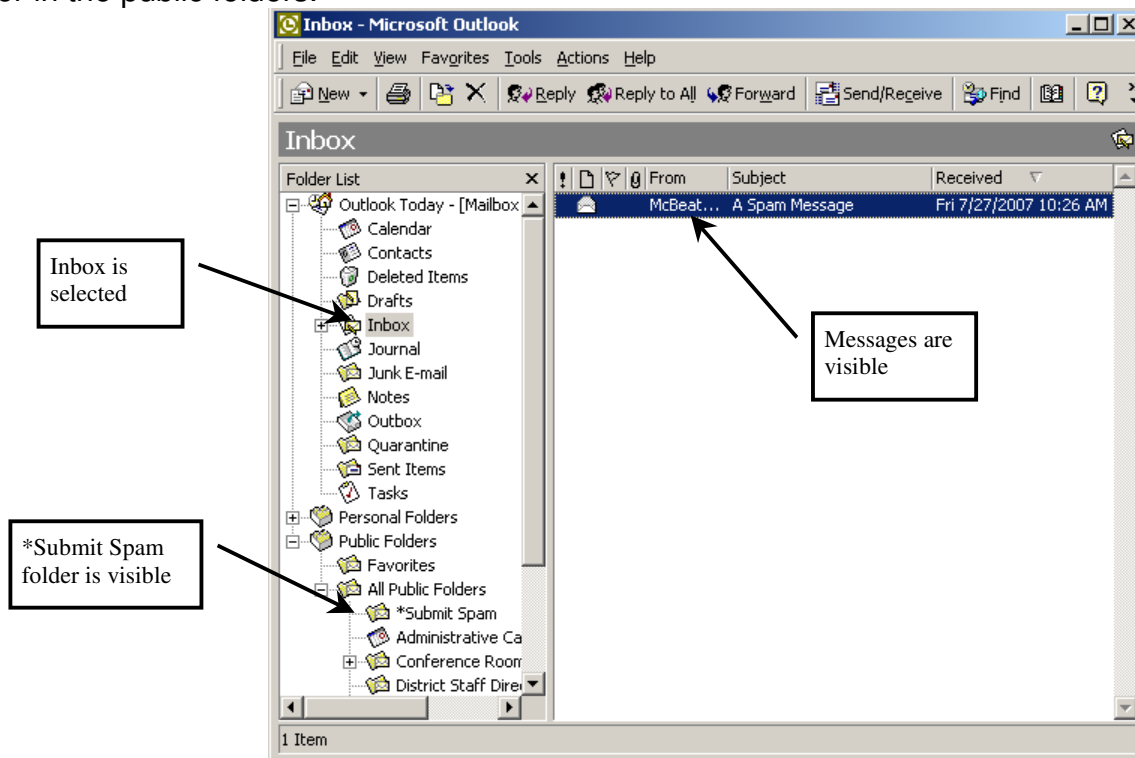 Inbox - Microsoft Outlook
File Edit View Favorites Tools Actions Help
New Reply Reply to All Forward Send/Receive Find
Inbox
Folder List
! From Subject Received
Outlook Today - [Mailbox
McBeat... A Spam Message Fri 7/27/2007 10:26 AM
Calendar
Contacts
Deleted Items
Drafts
Inbox
Journal
Junk E-mail
Notes
Outbox
Quarantine
Sent Items
Tasks
Personal Folders
Public Folders
Favorites
All Public Folders
*Submit Spam
Administrative Ca
Conference Room
District Staff Dire
1 Item
Inbox is
selected
Messages are
visible
*Submit Spam
folder is visible